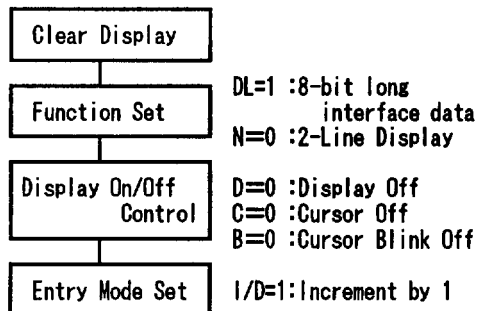 Clear Display
Function Set
DL=1 :8-bit long
interface data
N=0 :2-Line Display
Display On/Off
Control
D=0 :Display Off
C=0 :Cursor Off
B=0 :Cursor Blink Off
Entry Mode Set
I/D=1:Increment by 1